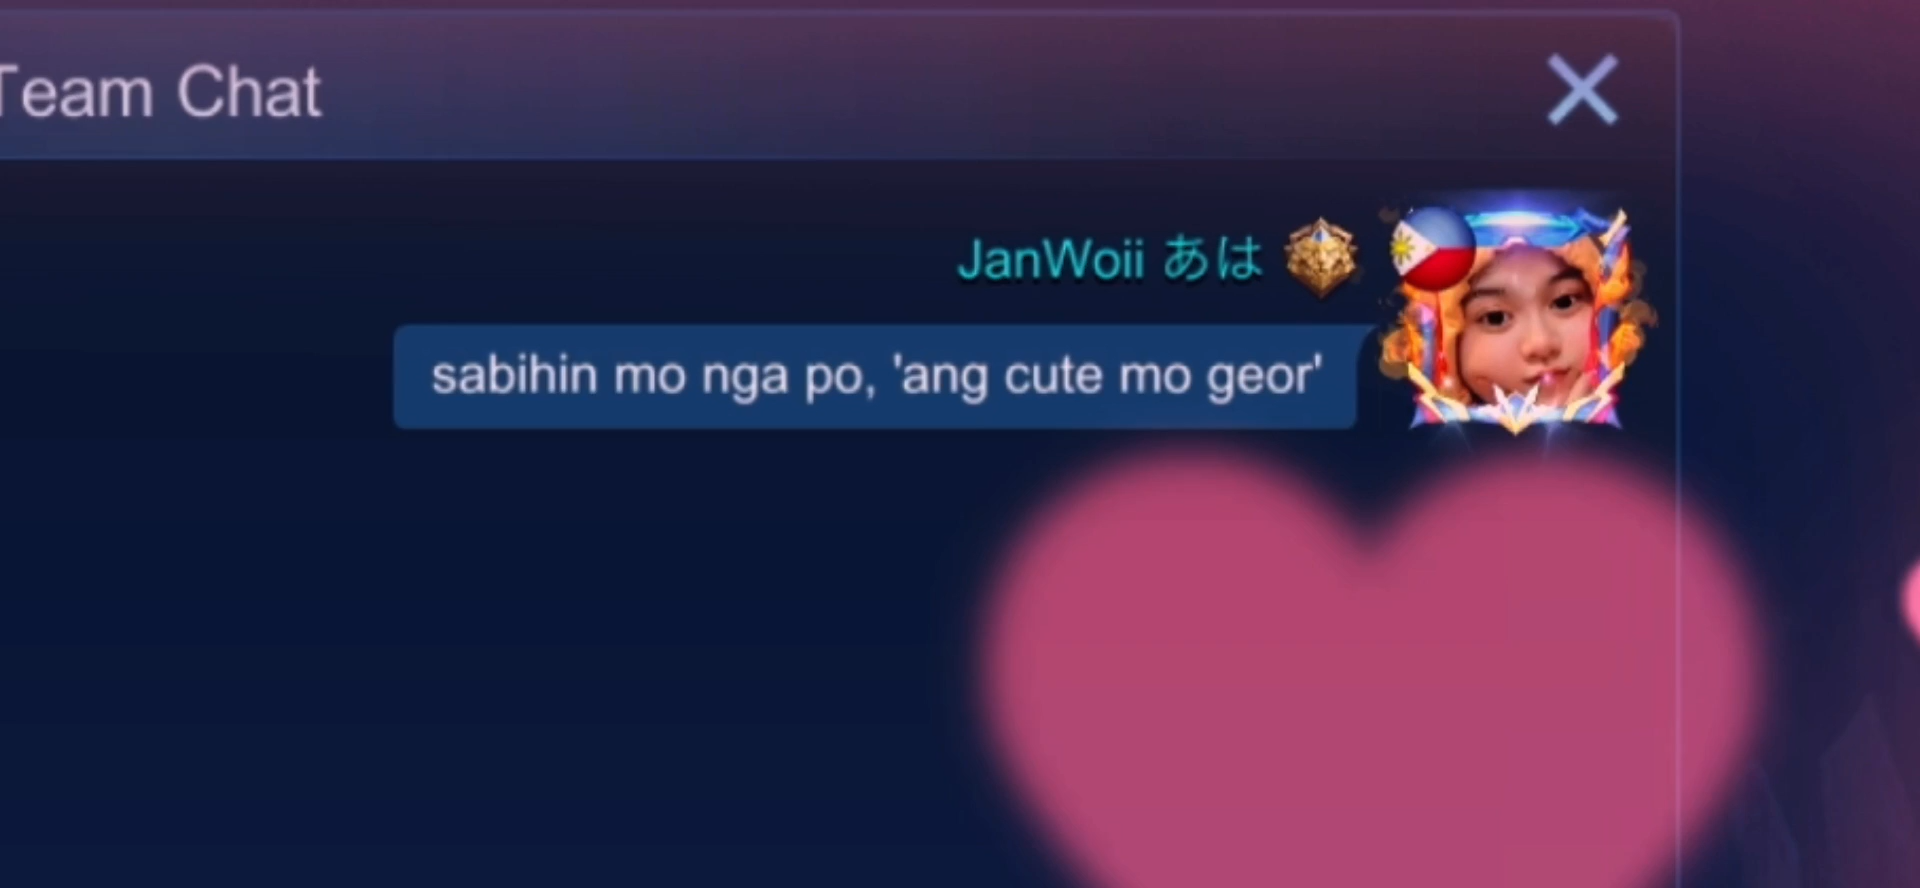 Team Chat
JanWoii あは
sabihin mo nga po, 'ang cute mo geor'